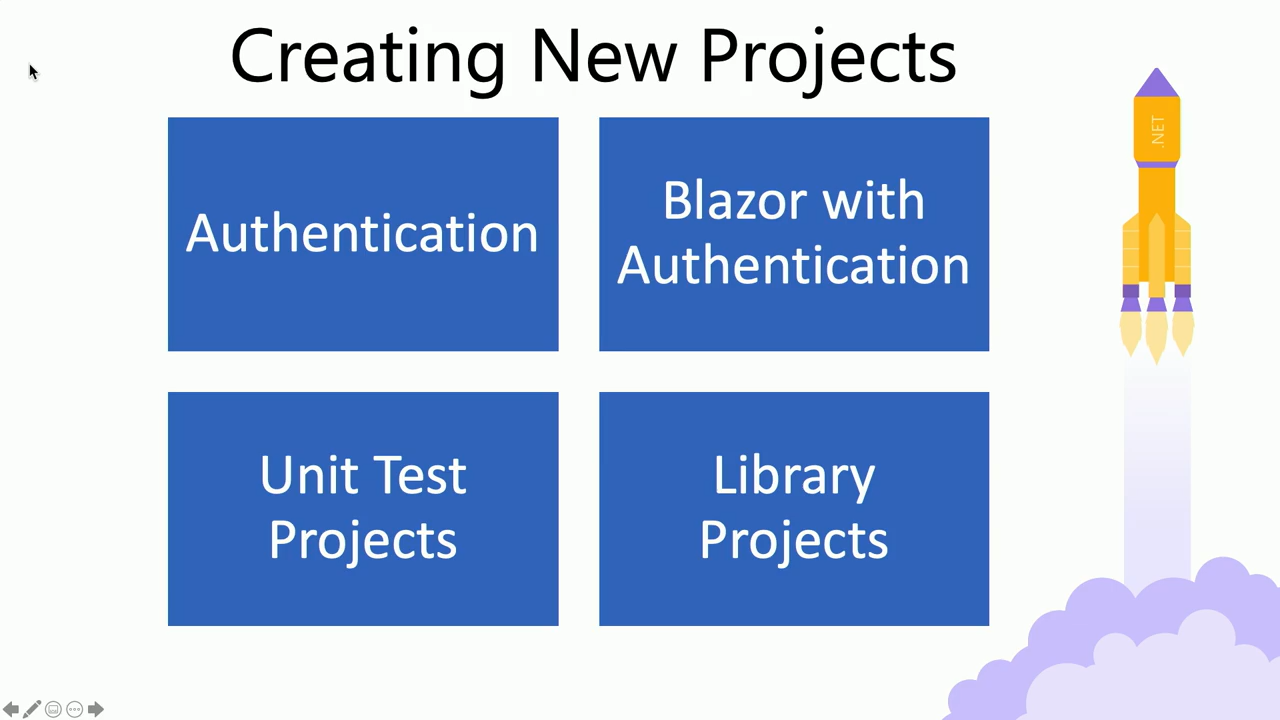 Creating New Projects
Authentication
Blazor with
Authentication
Unit Test
Projects
Library
Projects
.NET